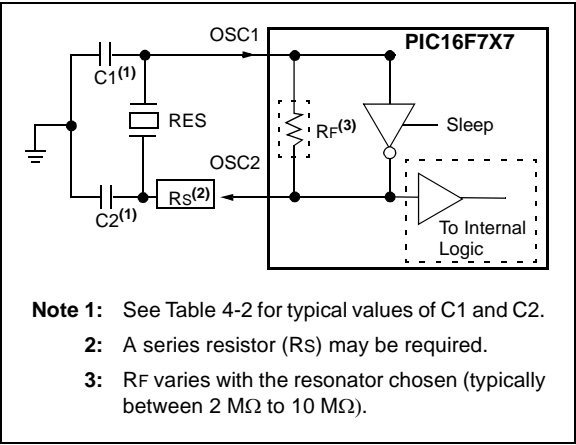 OSC1
PIC16F7X7
C1(1)
RES
RF(3)
Sleep
OSC2
C2(1)
RS(2)
To Internal
Logic
Note 1: See Table 4-2 for typical values of C1 and C2.
2: A series resistor (RS) may be required.
3: RF varies with the resonator chosen (typically
between 2 MΩ to 10 MΩ).